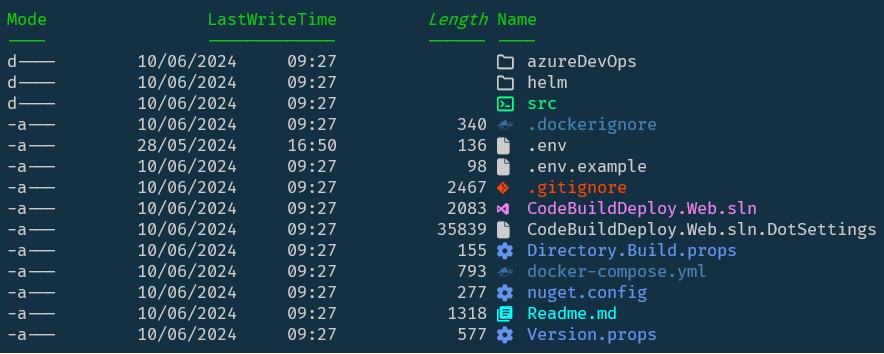 Mode LastWriteTime Length Name
---- ------------- ------ ----
d---- 10/06/2024 09:27 azureDevOps
d---- 10/06/2024 09:27 helm
d---- 10/06/2024 09:27 src
-a--- 10/06/2024 09:27 340 .dockerignore
-a--- 28/05/2024 16:50 136 .env
-a--- 10/06/2024 09:27 98 .env.example
-a--- 10/06/2024 09:27 2467 .gitignore
-a--- 10/06/2024 09:27 2083 CodeBuildDeploy.Web.sln
-a--- 10/06/2024 09:27 35839 CodeBuildDeploy.Web.sln.DotSettings
-a--- 10/06/2024 09:27 155 Directory.Build.props
-a--- 10/06/2024 09:27 793 docker-compose.yml
-a--- 10/06/2024 09:27 277 nuget.config
-a--- 10/06/2024 09:27 1318 Readme.md
-a--- 10/06/2024 09:27 577 Version.props